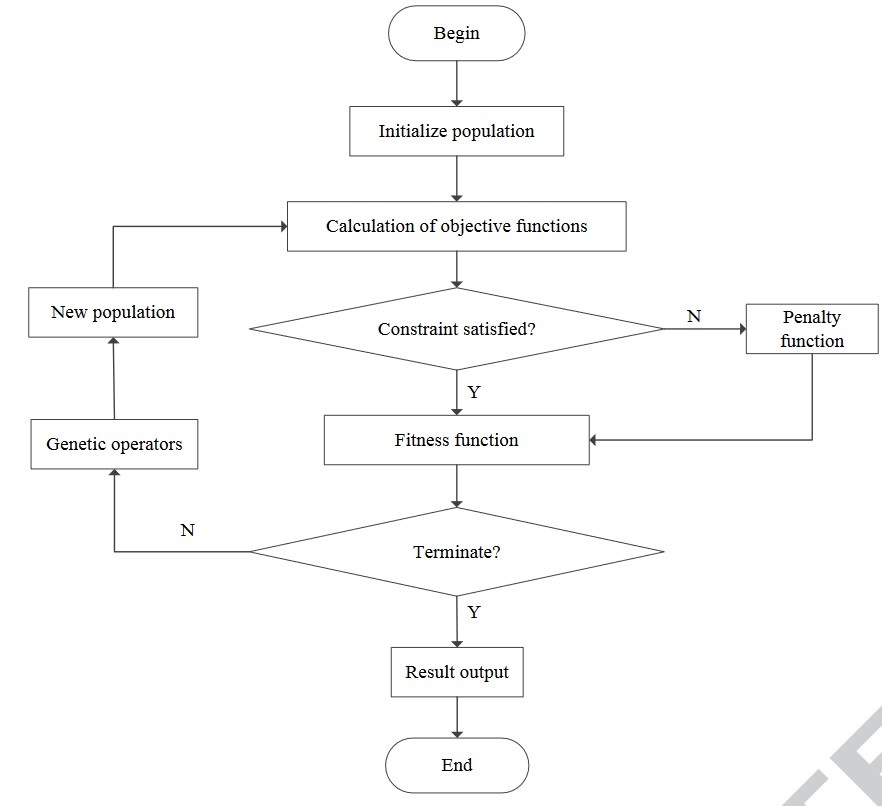 Begin
Initialize population
Calculation of objective functions
New population
Constraint satisfied?
N
Penalty
function
Y
Genetic operators
Fitness function
N
Terminate?
Y
Result output
End